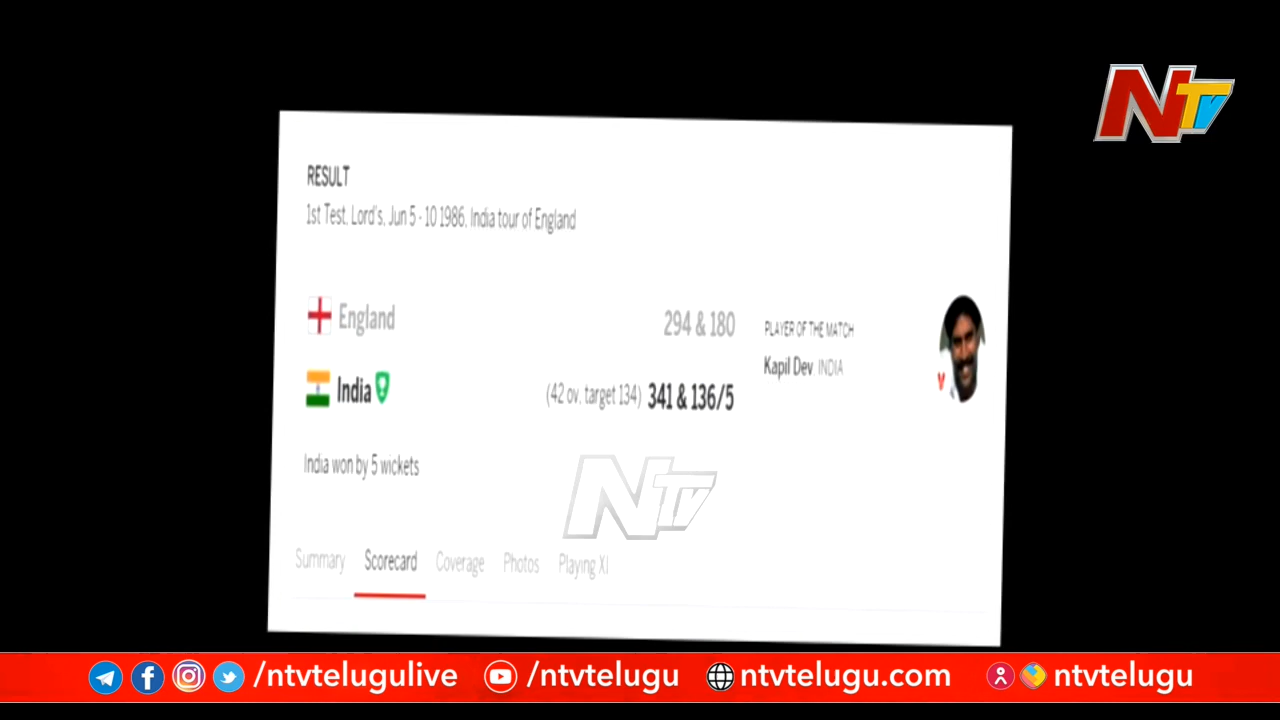 NTV
RESULT
1st Test, Lord's, Jun 5 - 10 1986, India tour of England
England 294 & 180
PLAYER OF THE MATCH
Kapil Dev INDIA
India (42 ov, target 134) 341 & 136/5
India won by 5 wickets
NTV
Summary Scorecard Coverage Photos Playing XI
/ntvtelugulive /ntvtelugu ntvtelugu.com ntvtelugu